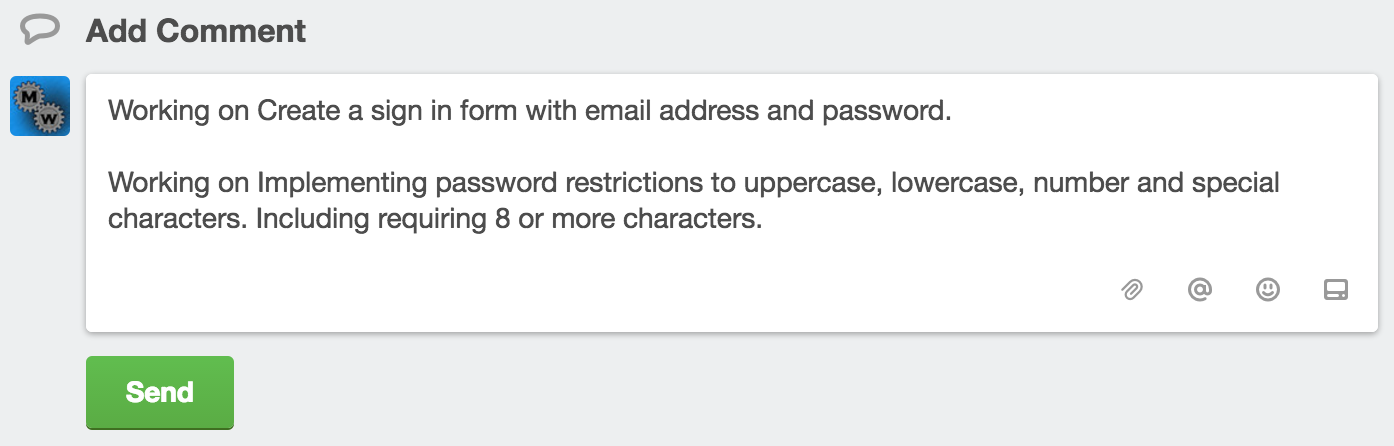 Add Comment
M
W
Working on Create a sign in form with email address and password.
Working on Implementing password restrictions to uppercase, lowercase, number and special
characters. Including requiring 8 or more characters.
@
Send